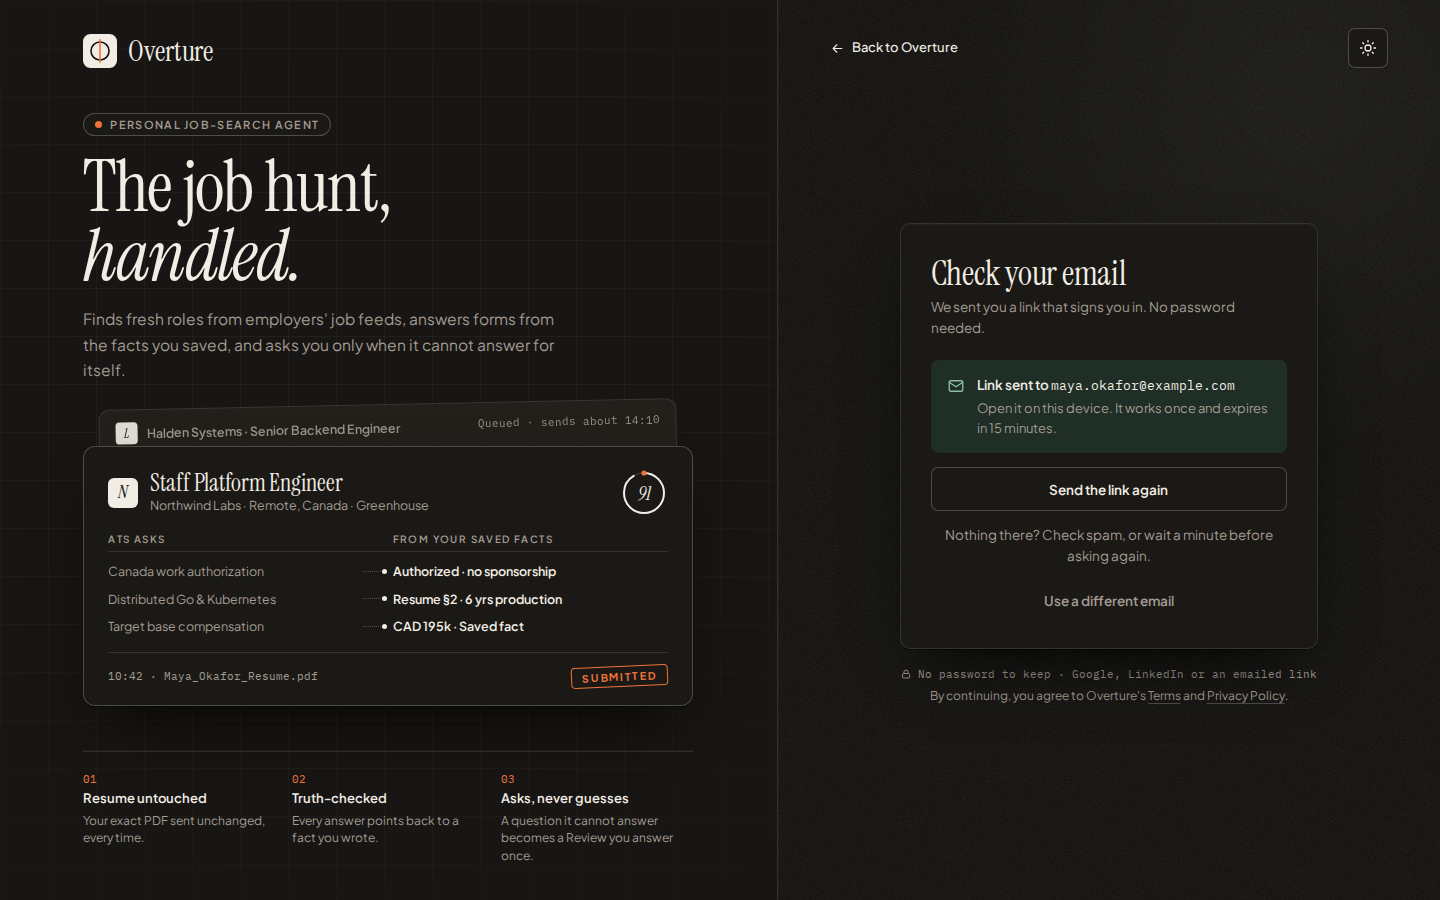 Overture
PERSONAL JOB-SEARCH AGENT
The job hunt,
handled.
Finds fresh roles from employers' job feeds, answers forms from
the facts you saved, and asks you only when it cannot answer for
itself.
L
Halden Systems · Senior Backend Engineer
Queued · sends about 14:10
N
Staff Platform Engineer
Northwind Labs · Remote, Canada · Greenhouse
91
ATS ASKS
FROM YOUR SAVED FACTS
Canada work authorization
Authorized · no sponsorship
Distributed Go & Kubernetes
Resume §2 · 6 yrs production
Target base compensation
CAD 195k · Saved fact
10:42 · Maya_Okafor_Resume.pdf
SUBMITTED
01
Resume untouched
Your exact PDF sent unchanged,
every time.
02
Truth-checked
Every answer points back to a
fact you wrote.
03
Asks, never guesses
A question it cannot answer
becomes a Review you answer
once.
← Back to Overture
Check your email
We sent you a link that signs you in. No password
needed.
Link sent to maya.okafor@example.com
Open it on this device. It works once and expires
in 15 minutes.
Send the link again
Nothing there? Check spam, or wait a minute before
asking again.
Use a different email
No password to keep · Google, LinkedIn or an emailed link
By continuing, you agree to Overture's Terms and Privacy Policy.